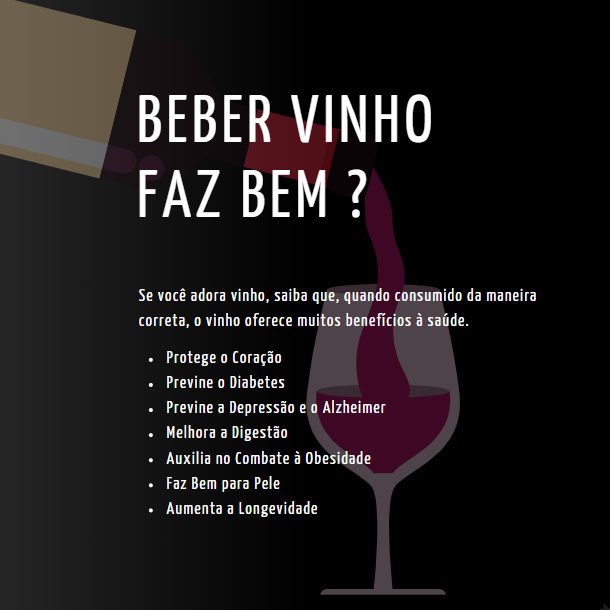 BEBER VINHO
FAZ BEM ?
Se você adora vinho, saiba que, quando consumido da maneira
correta, o vinho oferece muitos benefícios à saúde.
• Protege o Coração
• Previne o Diabetes
• Previne a Depressão e o Alzheimer
• Melhora a Digestão
• Auxilia no Combate à Obesidade
• Faz Bem para Pele
• Aumenta a Longevidade